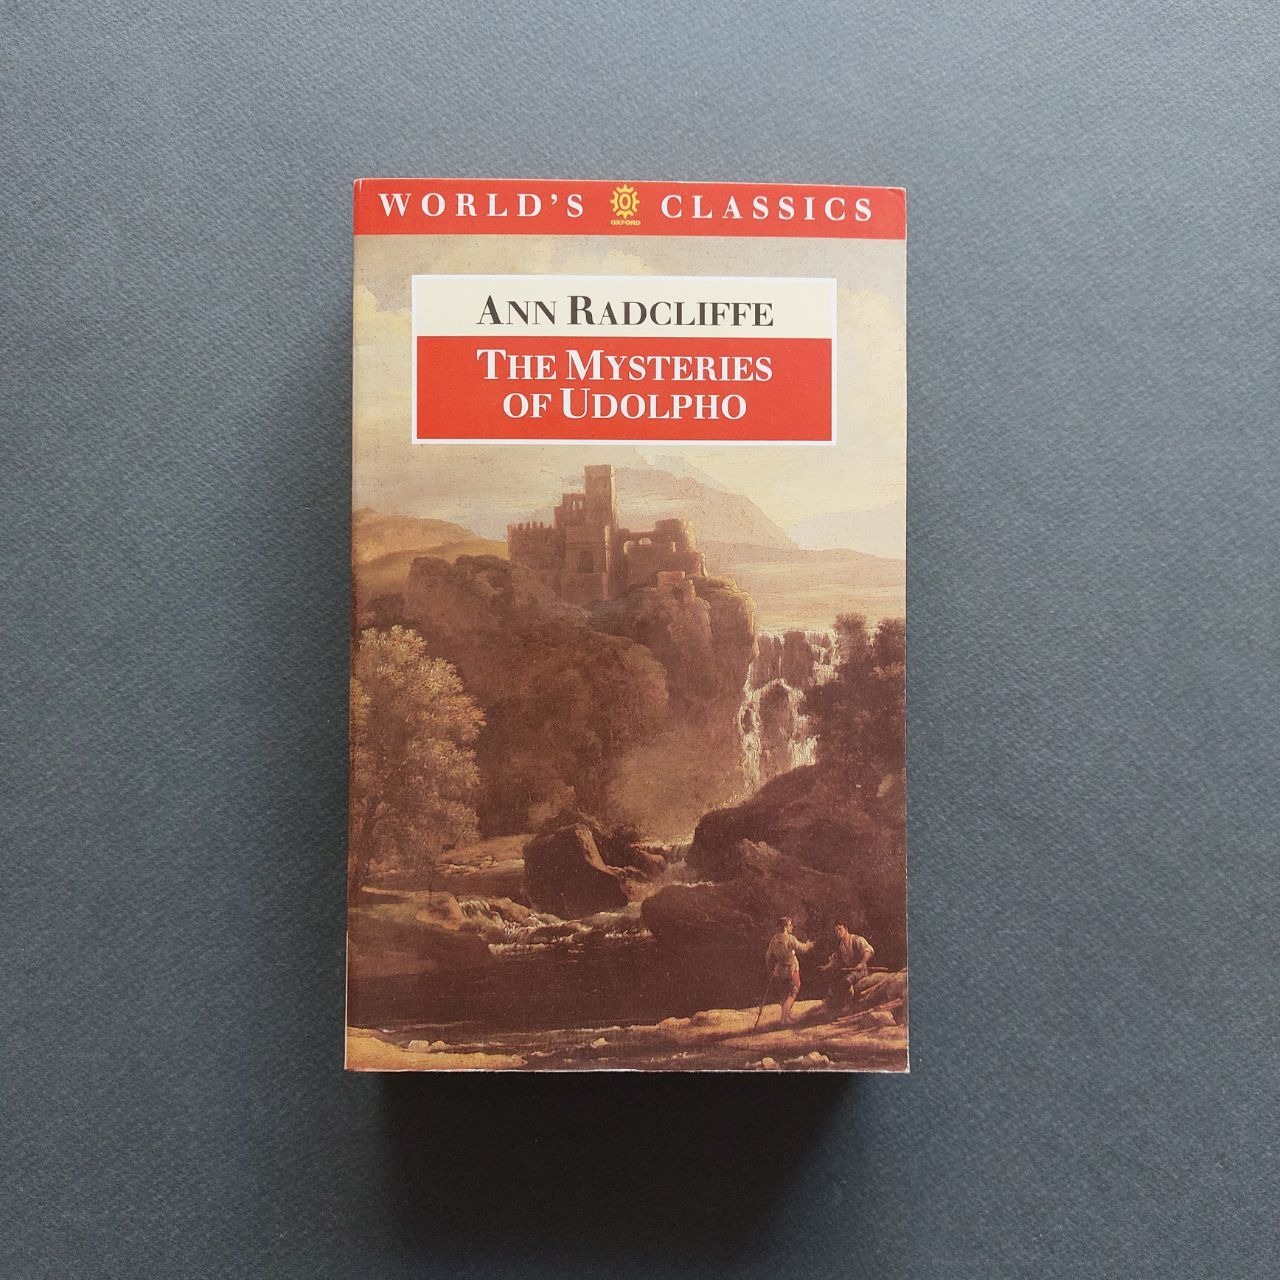 WORLD'S OXFORD CLASSICS
ANN RADCLIFFE
THE MYSTERIES
OF UDOLPHO